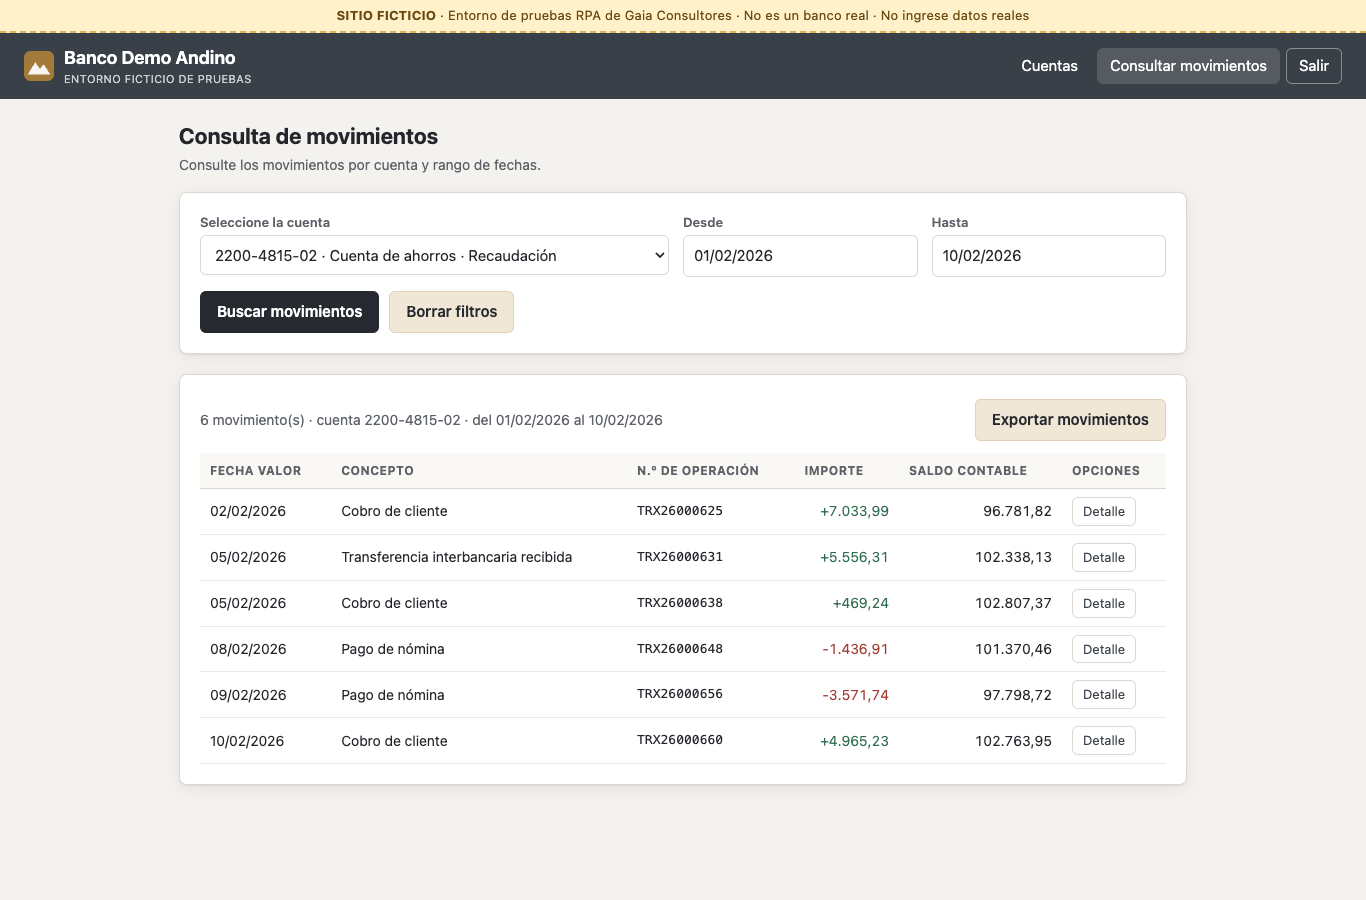 SITIO FICTICIO · Entorno de pruebas RPA de Gaia Consultores · No es un banco real · No ingrese datos reales
Banco Demo Andino
ENTORNO FICTICIO DE PRUEBAS
Cuentas Consultar movimientos Salir
Consulta de movimientos
Consulte los movimientos por cuenta y rango de fechas.
Seleccione la cuenta Desde Hasta
2200-4815-02 · Cuenta de ahorros · Recaudación 01/02/2026 10/02/2026
Buscar movimientos Borrar filtros
6 movimiento(s) · cuenta 2200-4815-02 · del 01/02/2026 al 10/02/2026 Exportar movimientos
FECHA VALOR CONCEPTO N.º DE OPERACIÓN IMPORTE SALDO CONTABLE OPCIONES
02/02/2026 Cobro de cliente TRX26000625 +7.033,99 96.781,82 Detalle
05/02/2026 Transferencia interbancaria recibida TRX26000631 +5.556,31 102.338,13 Detalle
05/02/2026 Cobro de cliente TRX26000638 +469,24 102.807,37 Detalle
08/02/2026 Pago de nómina TRX26000648 -1.436,91 101.370,46 Detalle
09/02/2026 Pago de nómina TRX26000656 -3.571,74 97.798,72 Detalle
10/02/2026 Cobro de cliente TRX26000660 +4.965,23 102.763,95 Detalle